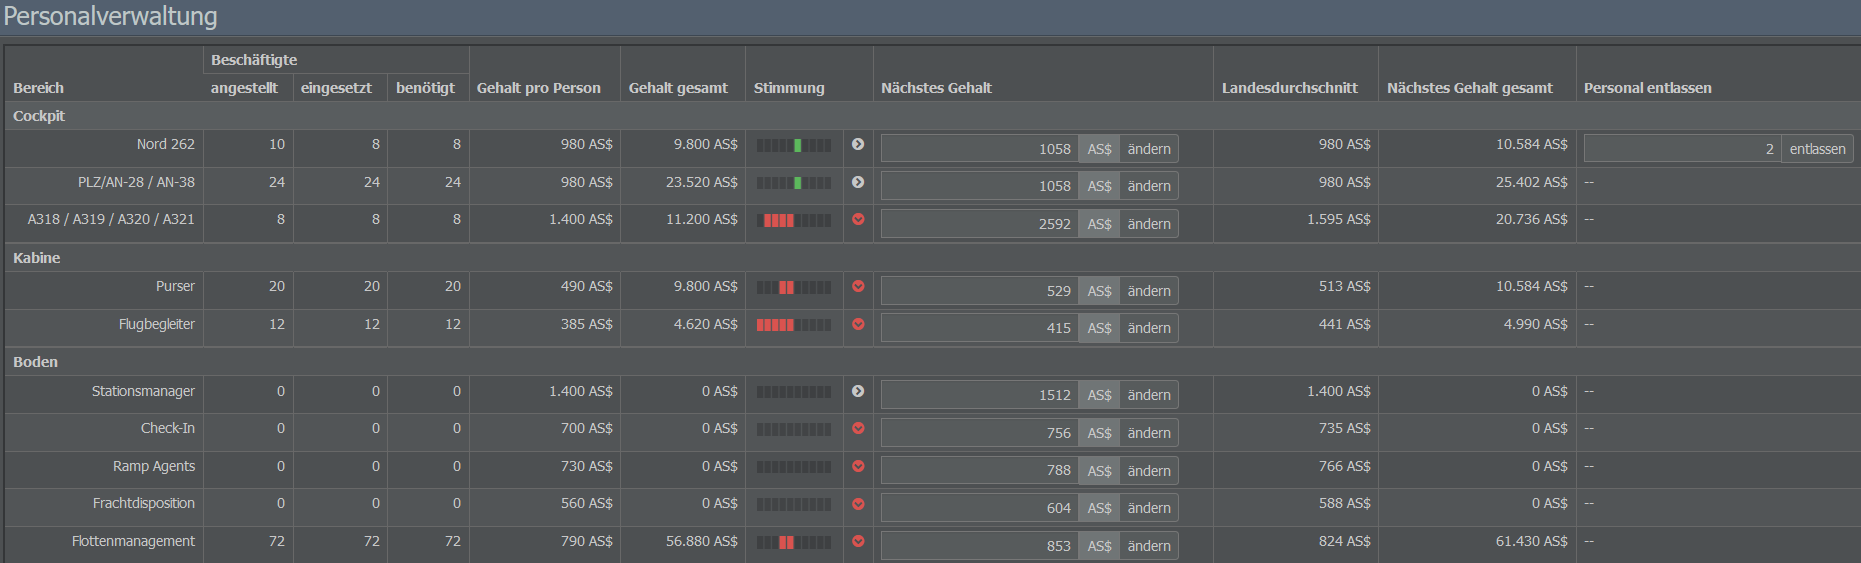 Personalverwaltung
Beschäftigte
Bereich angestellt eingesetzt benötigt Gehalt pro Person Gehalt gesamt Stimmung Nächstes Gehalt Landesdurchschnitt Nächstes Gehalt gesamt Personal entlassen
Cockpit
Nord 262 10 8 8 980 AS$ 9.800 AS$ 1058 AS$ ändern 980 AS$ 10.584 AS$ 2 entlassen
PLZ/AN-28 / AN-38 24 24 24 980 AS$ 23.520 AS$ 1058 AS$ ändern 980 AS$ 25.402 AS$ --
A318 / A319 / A320 / A321 8 8 8 1.400 AS$ 11.200 AS$ 2592 AS$ ändern 1.595 AS$ 20.736 AS$ --
Kabine
Purser 20 20 20 490 AS$ 9.800 AS$ 529 AS$ ändern 513 AS$ 10.584 AS$ --
Flugbegleiter 12 12 12 385 AS$ 4.620 AS$ 415 AS$ ändern 441 AS$ 4.990 AS$ --
Boden
Stationsmanager 0 0 0 1.400 AS$ 0 AS$ 1512 AS$ ändern 1.400 AS$ 0 AS$ --
Check-In 0 0 0 700 AS$ 0 AS$ 756 AS$ ändern 735 AS$ 0 AS$ --
Ramp Agents 0 0 0 730 AS$ 0 AS$ 788 AS$ ändern 766 AS$ 0 AS$ --
Frachtdisposition 0 0 0 560 AS$ 0 AS$ 604 AS$ ändern 588 AS$ 0 AS$ --
Flottenmanagement 72 72 72 790 AS$ 56.880 AS$ 853 AS$ ändern 824 AS$ 61.430 AS$ --